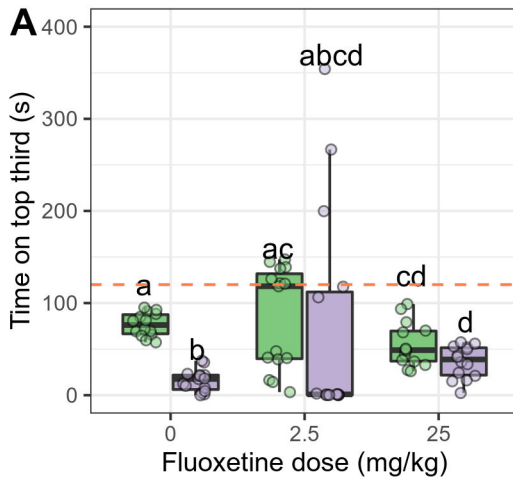 A
400
300
200
100
0
Time on top third (s)
a
b
ac
abcd
cd
d
0
2.5
25
Fluoxetine dose (mg/kg)